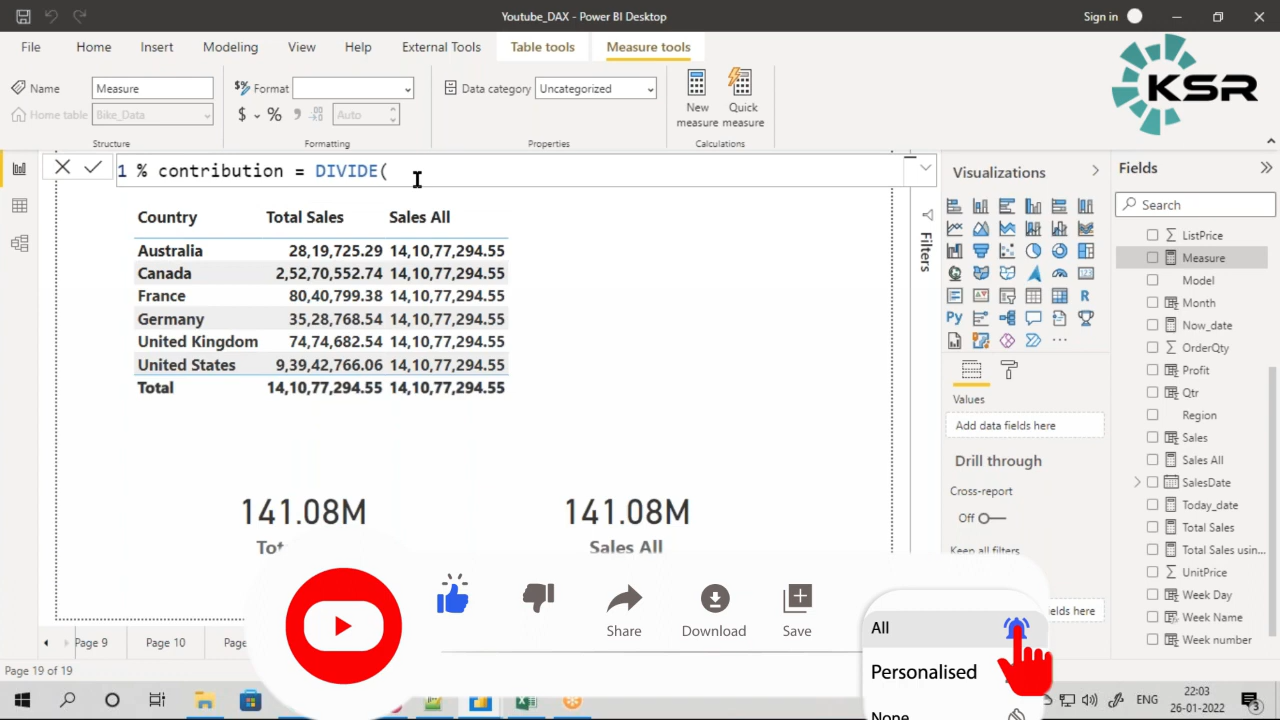 Youtube_DAX - Power BI Desktop
Sign in
File Home Insert Modeling View Help External Tools Table tools Measure tools
KSR
Name Measure
Home table Bike_Data
Structure
Format
$ % Auto
Formatting
Data category Uncategorized
Properties
New measure
Quick measure
Calculations
1 % contribution = DIVIDE(
Country Total Sales Sales All
Australia 28,19,725.29 14,10,77,294.55
Canada 2,52,70,552.74 14,10,77,294.55
France 80,40,799.38 14,10,77,294.55
Germany 35,28,768.54 14,10,77,294.55
United Kingdom 74,74,682.54 14,10,77,294.55
United States 9,39,42,766.06 14,10,77,294.55
Total 14,10,77,294.55 14,10,77,294.55
141.08M
141.08M
Sales All
Filters
Visualizations
R
Py
Values
Add data fields here
Drill through
Cross-report
Off
Keep all filters
elds here
Fields
Search
ListPrice
Measure
Model
Month
Now_date
OrderQty
Profit
Qtr
Region
Sales
Sales All
SalesDate
Today_date
Total Sales
Total Sales usin...
UnitPrice
Week Day
Week Name
Week number
Share
Download
Save
All
Personalised
None
Page 9 Page 10 Page
Page 19 of 19
ENG
22:03
26-01-2022
3